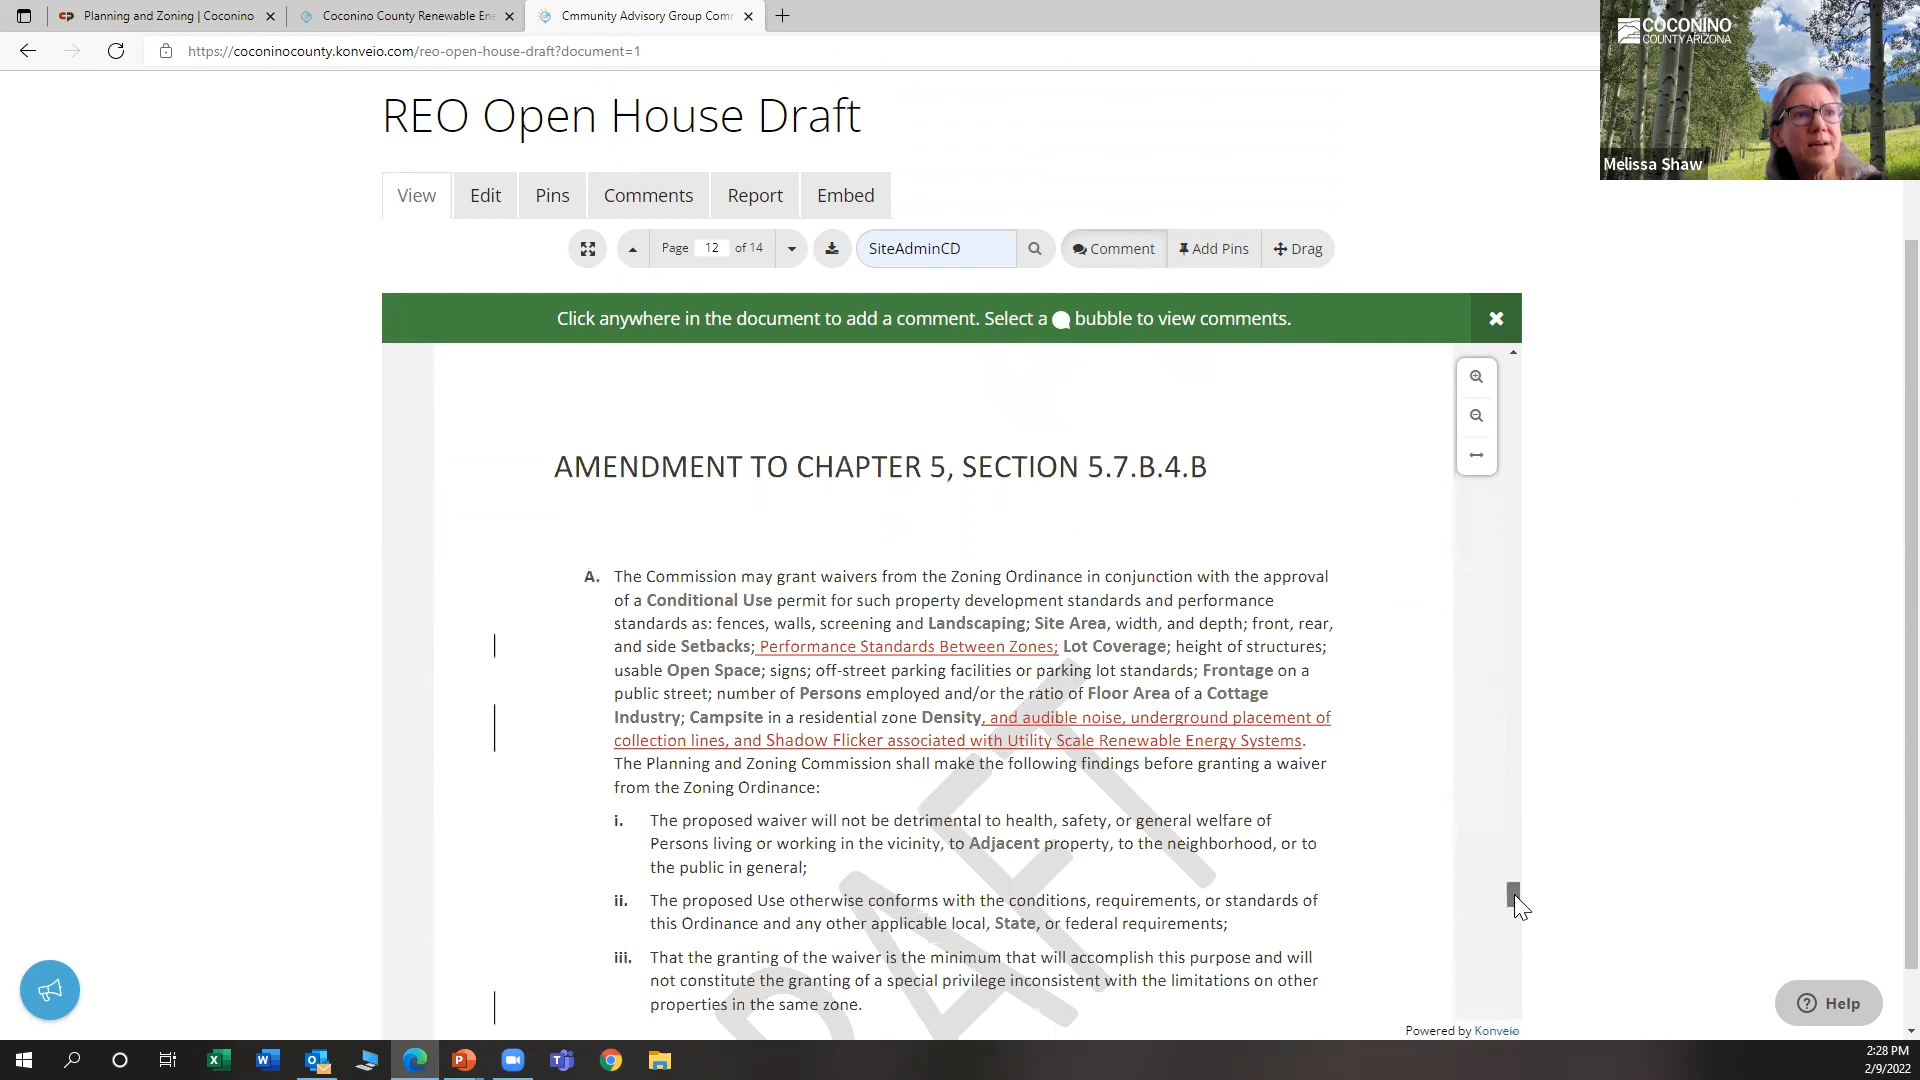 Planning and Zoning | Coconino
Coconino County Renewable Ene
Cmmunity Advisory Group Com
https://coconinocounty.konveio.com/reo-open-house-draft?document=1
COCONINO
COUNTY ARIZONA
Melissa Shaw
REO Open House Draft
View Edit Pins Comments Report Embed
Page 12 of 14 SiteAdminCD Comment Add Pins Drag
Click anywhere in the document to add a comment. Select a bubble to view comments.
AMENDMENT TO CHAPTER 5, SECTION 5.7.B.4.B
A. The Commission may grant waivers from the Zoning Ordinance in conjunction with the approval
of a Conditional Use permit for such property development standards and performance
standards as: fences, walls, screening and Landscaping; Site Area, width, and depth; front, rear,
and side Setbacks; Performance Standards Between Zones; Lot Coverage; height of structures;
usable Open Space; signs; off-street parking facilities or parking lot standards; Frontage on a
public street; number of Persons employed and/or the ratio of Floor Area of a Cottage
Industry; Campsite in a residential zone Density, and audible noise, underground placement of
collection lines, and Shadow Flicker associated with Utility Scale Renewable Energy Systems.
The Planning and Zoning Commission shall make the following findings before granting a waiver
from the Zoning Ordinance:
i. The proposed waiver will not be detrimental to health, safety, or general welfare of
Persons living or working in the vicinity, to Adjacent property, to the neighborhood, or to
the public in general;
ii. The proposed Use otherwise conforms with the conditions, requirements, or standards of
this Ordinance and any other applicable local, State, or federal requirements;
iii. That the granting of the waiver is the minimum that will accomplish this purpose and will
not constitute the granting of a special privilege inconsistent with the limitations on other
properties in the same zone.
DRAFT
Powered by Konveio
Help
2:28 PM
2/9/2022